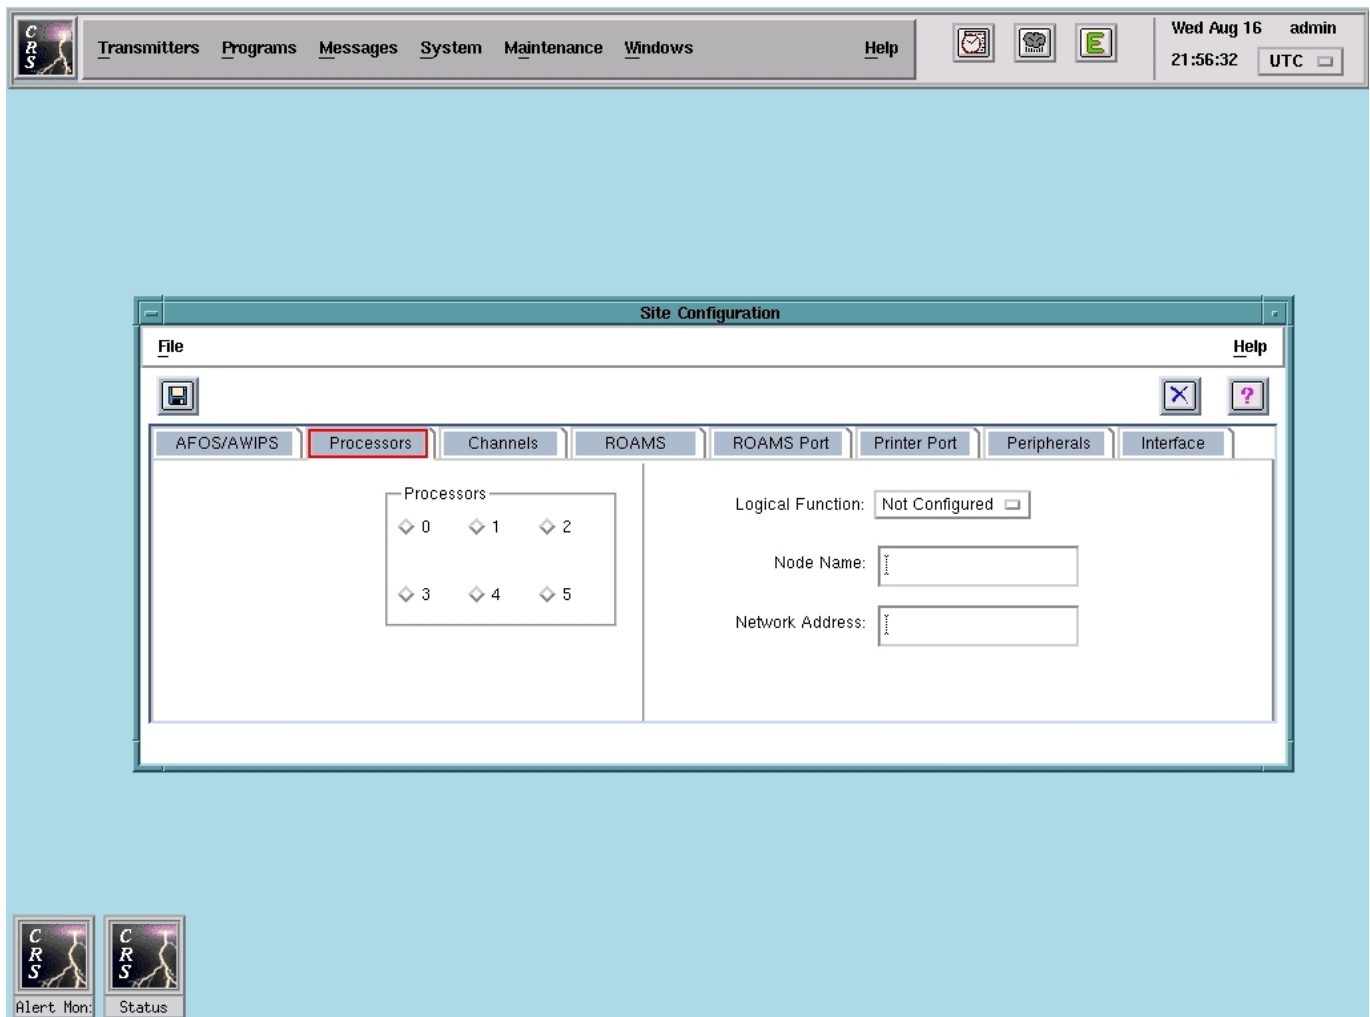 CRS Transmitters Programs Messages System Maintenance Windows Help E Wed Aug 16 admin
21:56:32 UTC
Site Configuration
File Help
?
AFOS/AWIPS Processors Channels ROAMS ROAMS Port Printer Port Peripherals Interface
Processors
0 1 2
3 4 5
Logical Function: Not Configured
Node Name:
Network Address:
CRS CRS
Alert Mon: Status